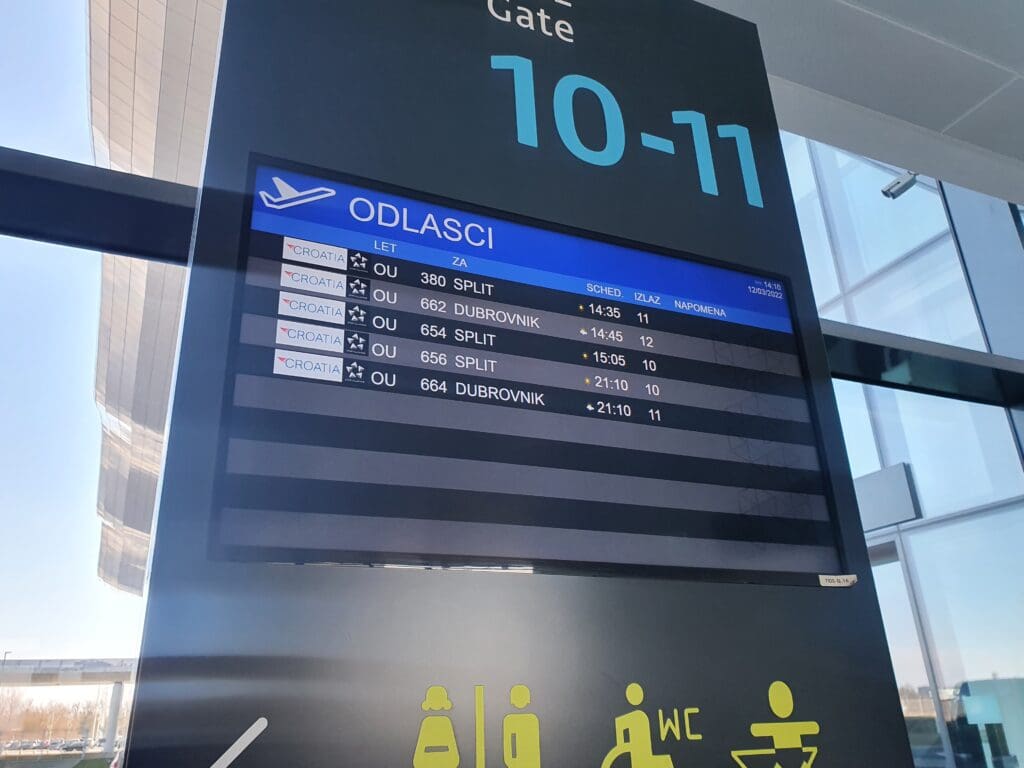 Gate
10-11
ODLASCI
14:10
12/03/2022
LET ZA SCHED. IZLAZ NAPOMENA
CROATIA OU 380 SPLIT 14:35 11
CROATIA OU 662 DUBROVNIK 14:45 12
CROATIA OU 654 SPLIT 15:05 10
CROATIA OU 656 SPLIT 21:10 10
CROATIA OU 664 DUBROVNIK 21:10 11
WC